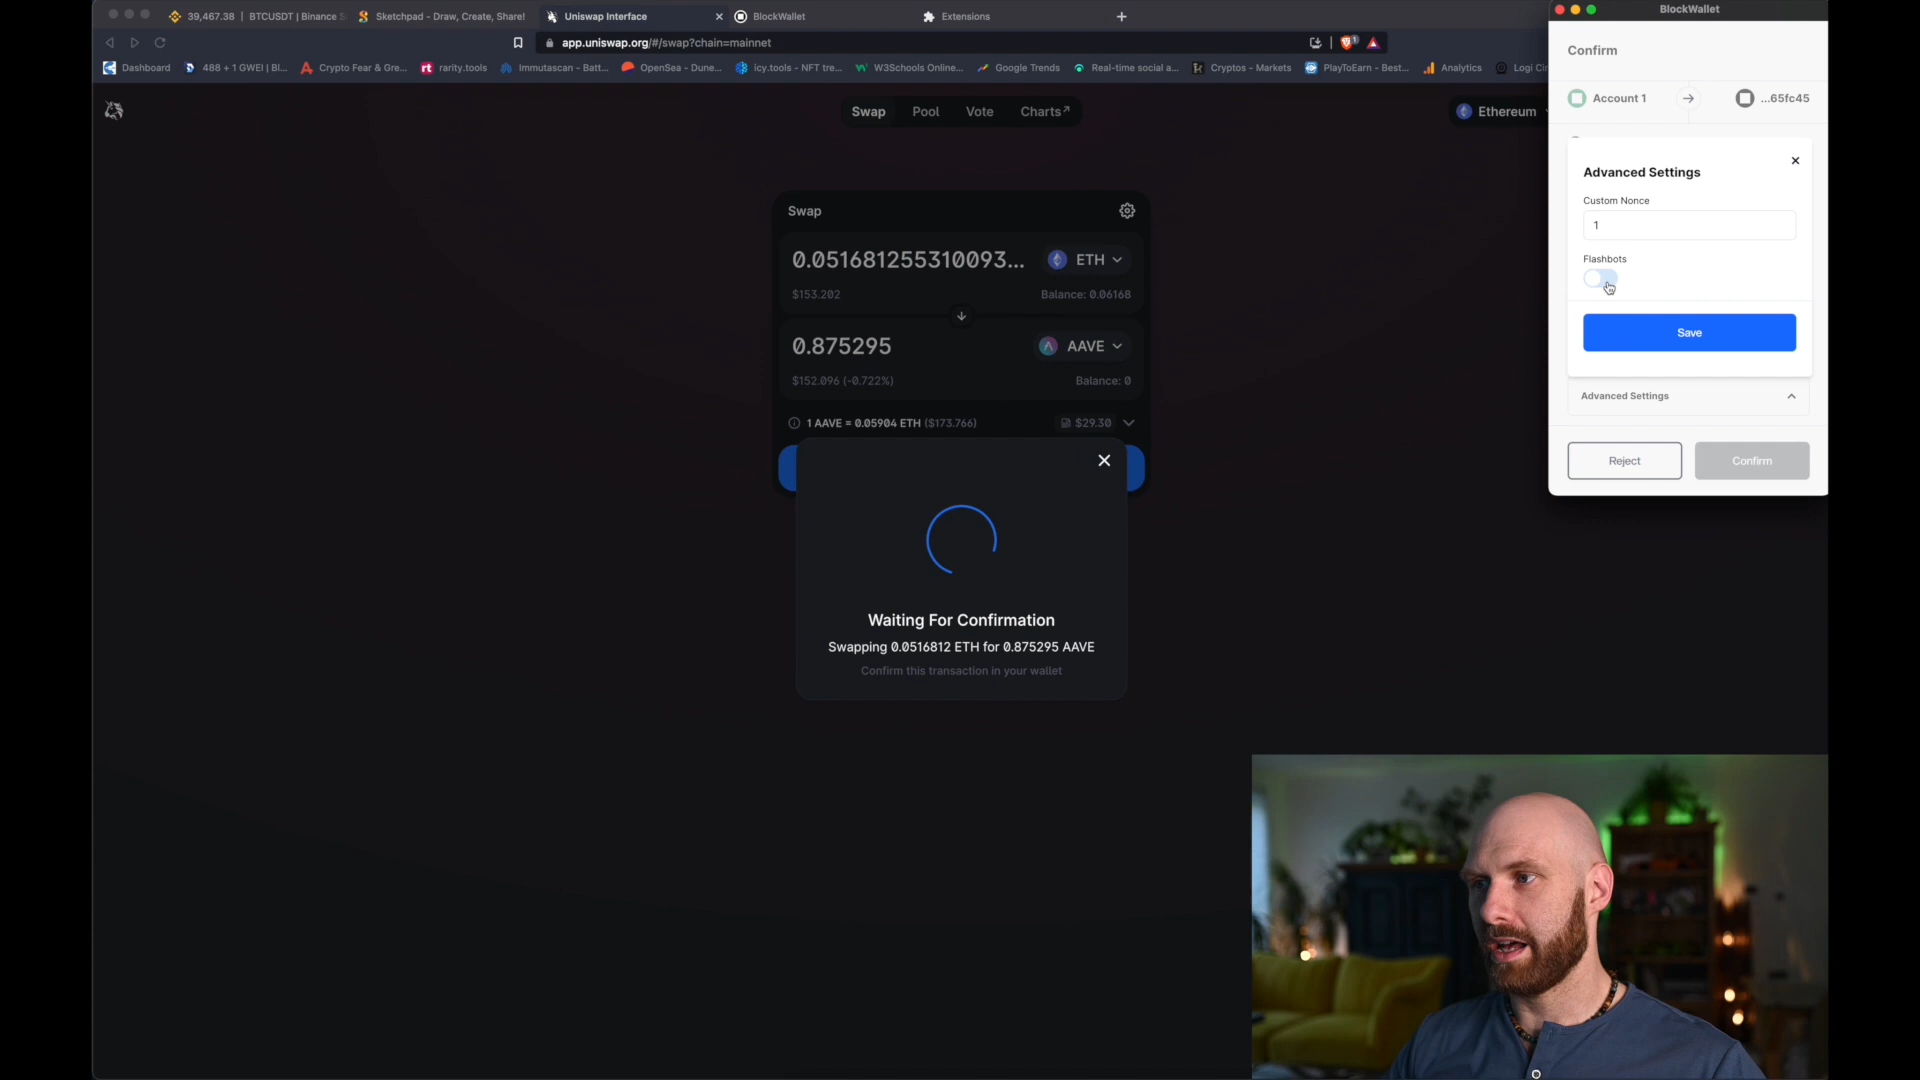 39,467.38 | BTCUSDT | Binance S
Sketchpad - Draw, Create, Share!
Uniswap Interface
BlockWallet
Extensions
BlockWallet
app.uniswap.org/#/swap?chain=mainnet
Dashboard
488 + 1 GWEI | Bl...
Crypto Fear & Gre...
rt rarity.tools
Immutascan - Batt...
OpenSea - Dune...
icy.tools - NFT tre...
W3Schools Online...
Google Trends
Real-time social a...
Cryptos - Markets
PlayToEarn - Best...
Analytics
Logi Cir
Swap
Pool
Vote
Charts↗
Ethereum
Swap
0.051681255310093...
ETH
$153.202
Balance: 0.06168
0.875295
AAVE
$152.096 (-0.722%)
Balance: 0
1 AAVE = 0.05904 ETH ($173.766)
$29.30
Waiting For Confirmation
Swapping 0.0516812 ETH for 0.875295 AAVE
Confirm this transaction in your wallet
Confirm
Account 1
...65fc45
Advanced Settings
Custom Nonce
1
Flashbots
Save
Advanced Settings
Reject
Confirm